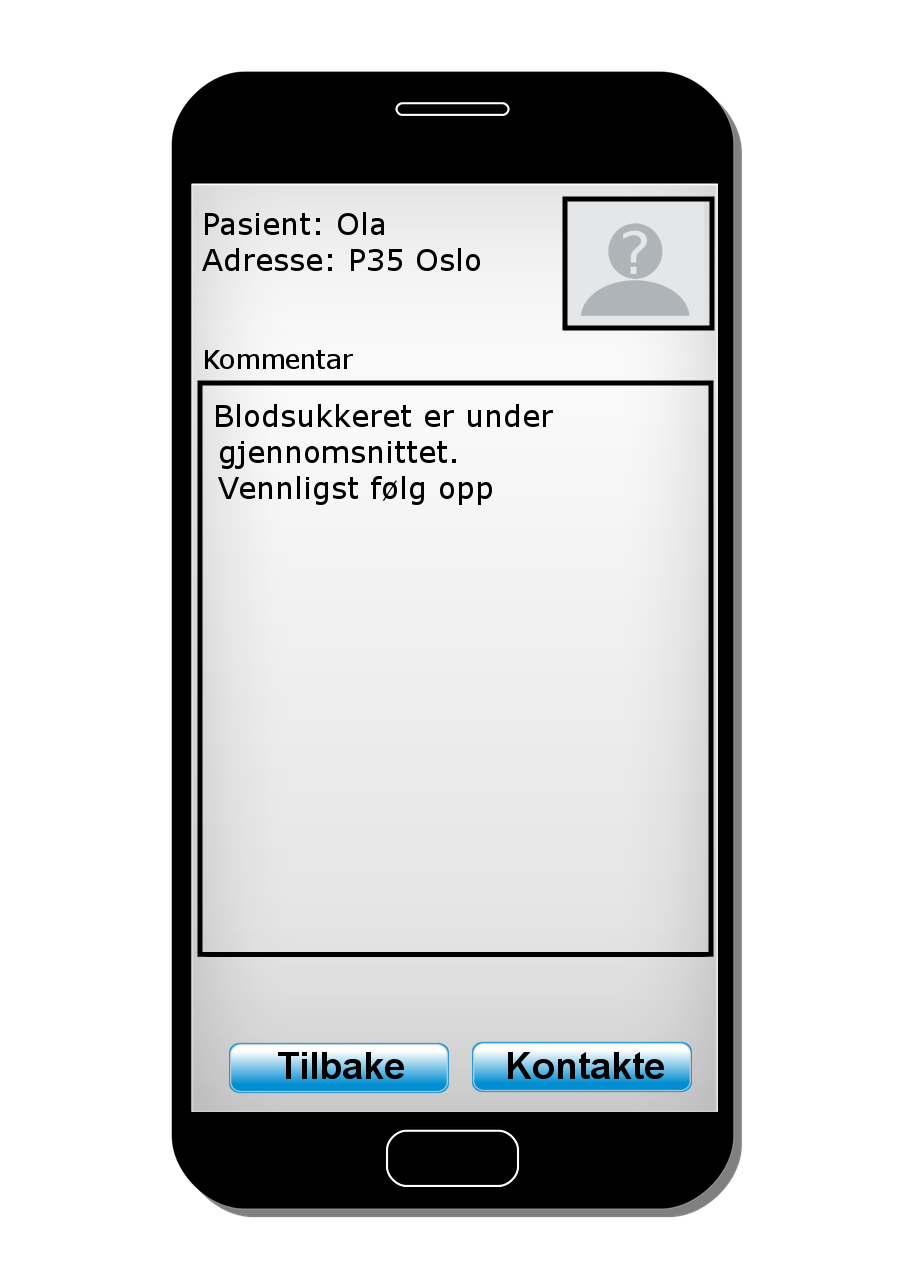 Pasient: Ola
Adresse: P35 Oslo
?
Kommentar
Blodsukkeret er under
gjennomsnittet.
Vennligst følg opp
Tilbake
Kontakte